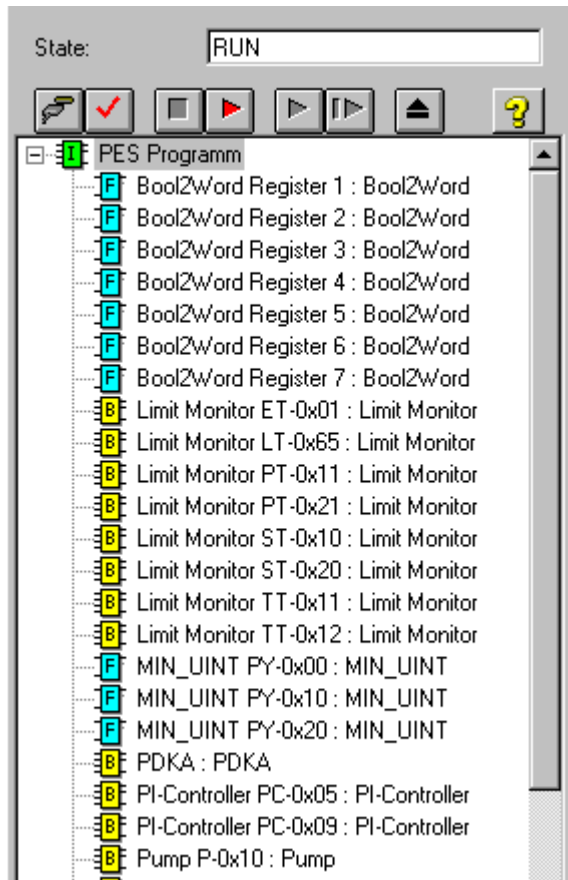 State: RUN
PES Programm
Bool2Word Register 1 : Bool2Word
Bool2Word Register 2 : Bool2Word
Bool2Word Register 3 : Bool2Word
Bool2Word Register 4 : Bool2Word
Bool2Word Register 5 : Bool2Word
Bool2Word Register 6 : Bool2Word
Bool2Word Register 7 : Bool2Word
Limit Monitor ET-0x01 : Limit Monitor
Limit Monitor LT-0x65 : Limit Monitor
Limit Monitor PT-0x11 : Limit Monitor
Limit Monitor PT-0x21 : Limit Monitor
Limit Monitor ST-0x10 : Limit Monitor
Limit Monitor ST-0x20 : Limit Monitor
Limit Monitor TT-0x11 : Limit Monitor
Limit Monitor TT-0x12 : Limit Monitor
MIN_UINT PY-0x00 : MIN_UINT
MIN_UINT PY-0x10 : MIN_UINT
MIN_UINT PY-0x20 : MIN_UINT
PDKA : PDKA
PI-Controller PC-0x05 : PI-Controller
PI-Controller PC-0x09 : PI-Controller
Pump P-0x10 : Pump